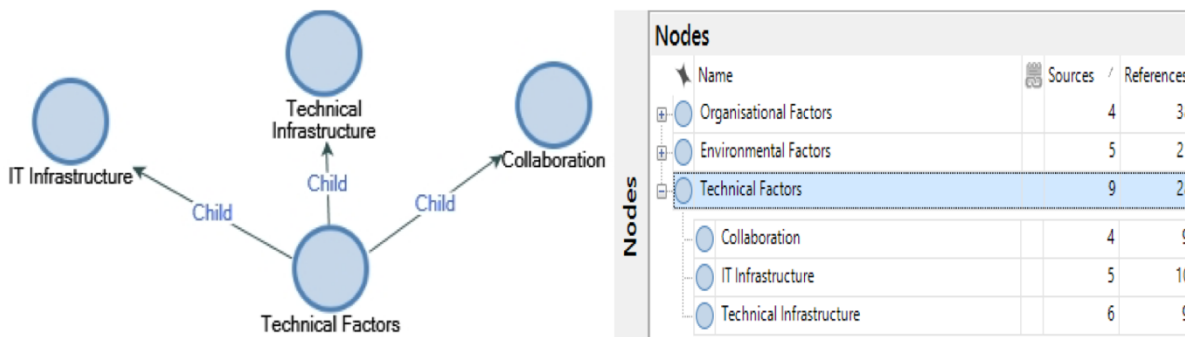 Technical
Infrastructure
IT Infrastructure
Collaboration
Child
Child
Child
Technical Factors
Nodes
Nodes
Name Sources References
Organisational Factors 4
Environmental Factors 5
Technical Factors 9
Collaboration 4
IT Infrastructure 5
Technical Infrastructure 6